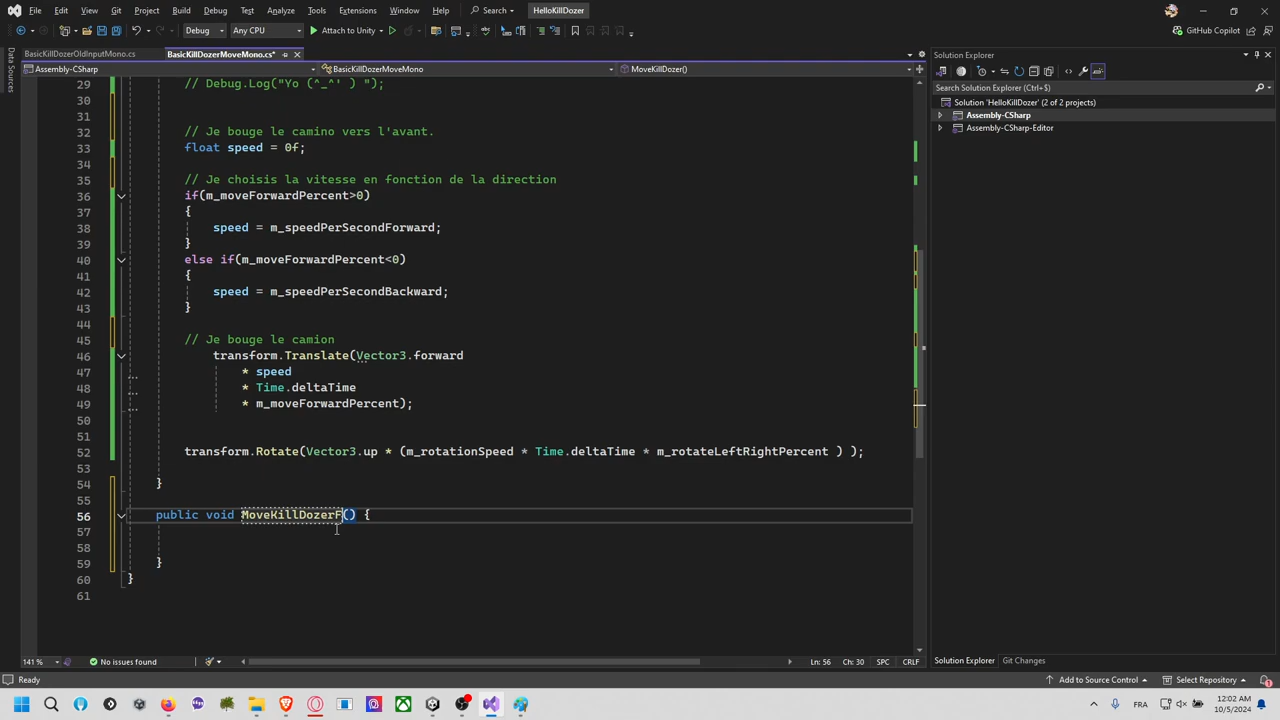 File Edit View Git Project Build Debug Test Analyze Tools Extensions Window Help Search HelloKillDozer
Debug Any CPU Attach to Unity GitHub Copilot
BasicKillDozerOldInputMono.cs BasicKillDozerMoveMono.cs*
Assembly-CSharp BasicKillDozerMoveMono MoveKillDozer()
Data Sources
29 // Debug.Log("Yo (^_^' ) ");
30
31
32 // Je bouge le camino vers l'avant.
33 float speed = 0f;
34
35 // Je choisis la vitesse en fonction de la direction
36 if(m_moveForwardPercent>0)
37 {
38 speed = m_speedPerSecondForward;
39 }
40 else if(m_moveForwardPercent<0)
41 {
42 speed = m_speedPerSecondBackward;
43 }
44
45 // Je bouge le camion
46 transform.Translate(Vector3.forward
47 * speed
48 * Time.deltaTime
49 * m_moveForwardPercent);
50
51
52 transform.Rotate(Vector3.up * (m_rotationSpeed * Time.deltaTime * m_rotateLeftRightPercent ) );
53
54 }
55
56 public void MoveKillDozerF() {
57
58
59 }
60 }
61
141 % No issues found Ln: 56 Ch: 30 SPC CRLF
Solution Explorer
Search Solution Explorer (Ctrl+$)
Solution 'HelloKillDozer' (2 of 2 projects)
Assembly-CSharp
Assembly-CSharp-Editor
Solution Explorer Git Changes
Ready Add to Source Control Select Repository 1
FRA 12:02 AM
10/5/2024